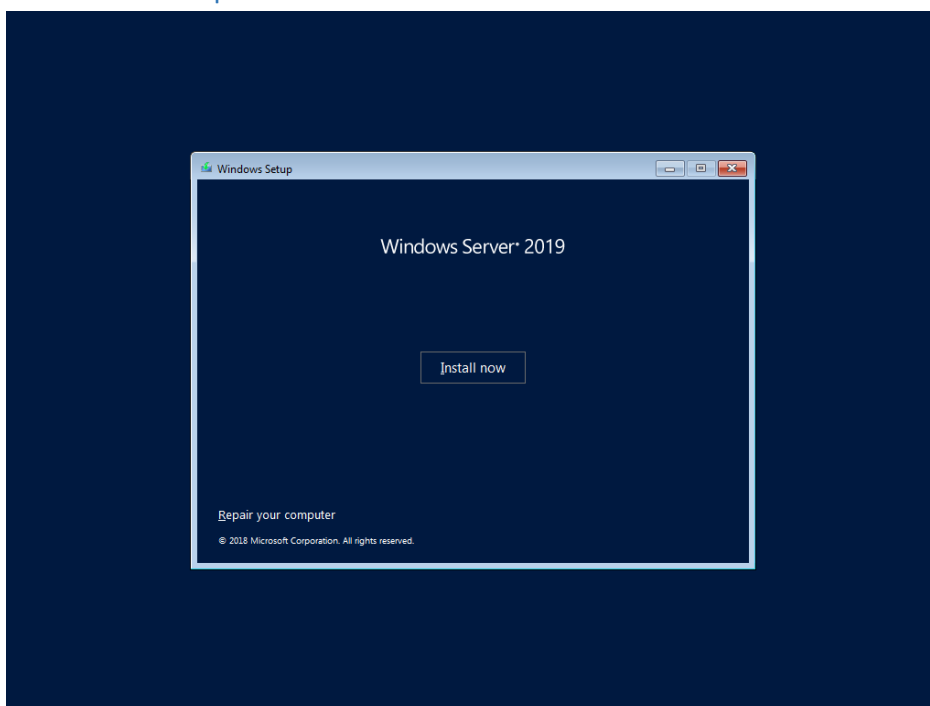 Windows Setup
Windows Server® 2019
Install now
Repair your computer
© 2018 Microsoft Corporation. All rights reserved.